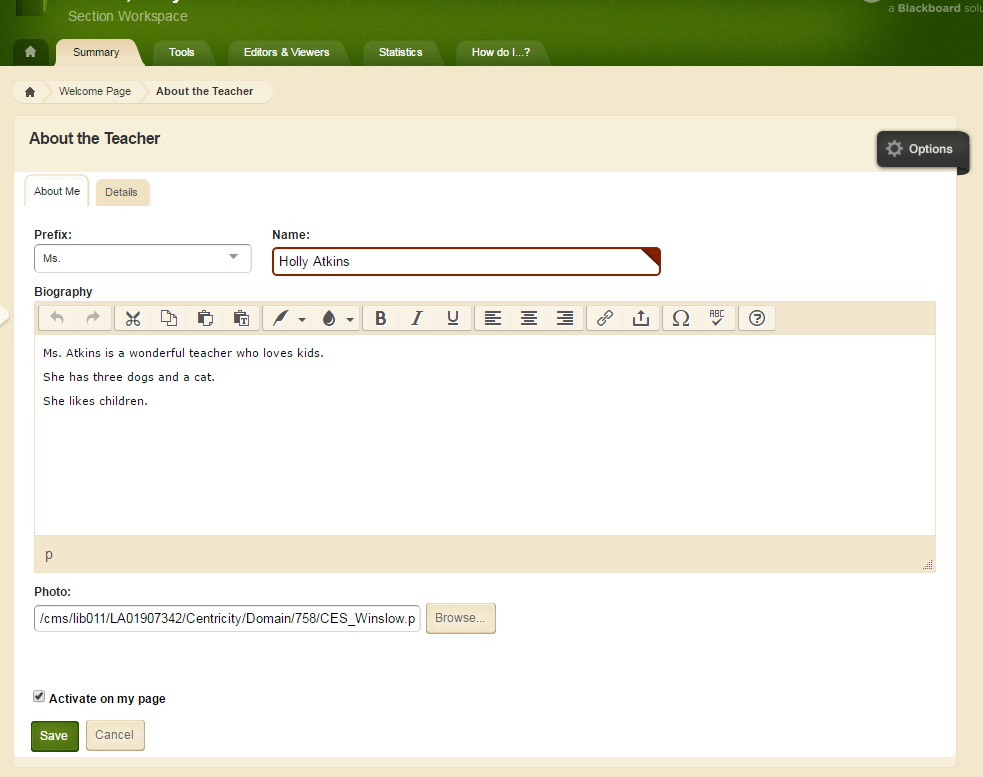 Section Workspace
a Blackboard solu
Summary
Tools
Editors & Viewers
Statistics
How do I...?
Welcome Page
About the Teacher
About the Teacher
Options
About Me
Details
Prefix:
Name:
Ms.
Holly Atkins
Biography
B I U
Ω ABC ?
Ms. Atkins is a wonderful teacher who loves kids.
She has three dogs and a cat.
She likes children.
p
Photo:
/cms/lib011/LA01907342/Centricity/Domain/758/CES_Winslow.p
Browse...
Activate on my page
Save
Cancel